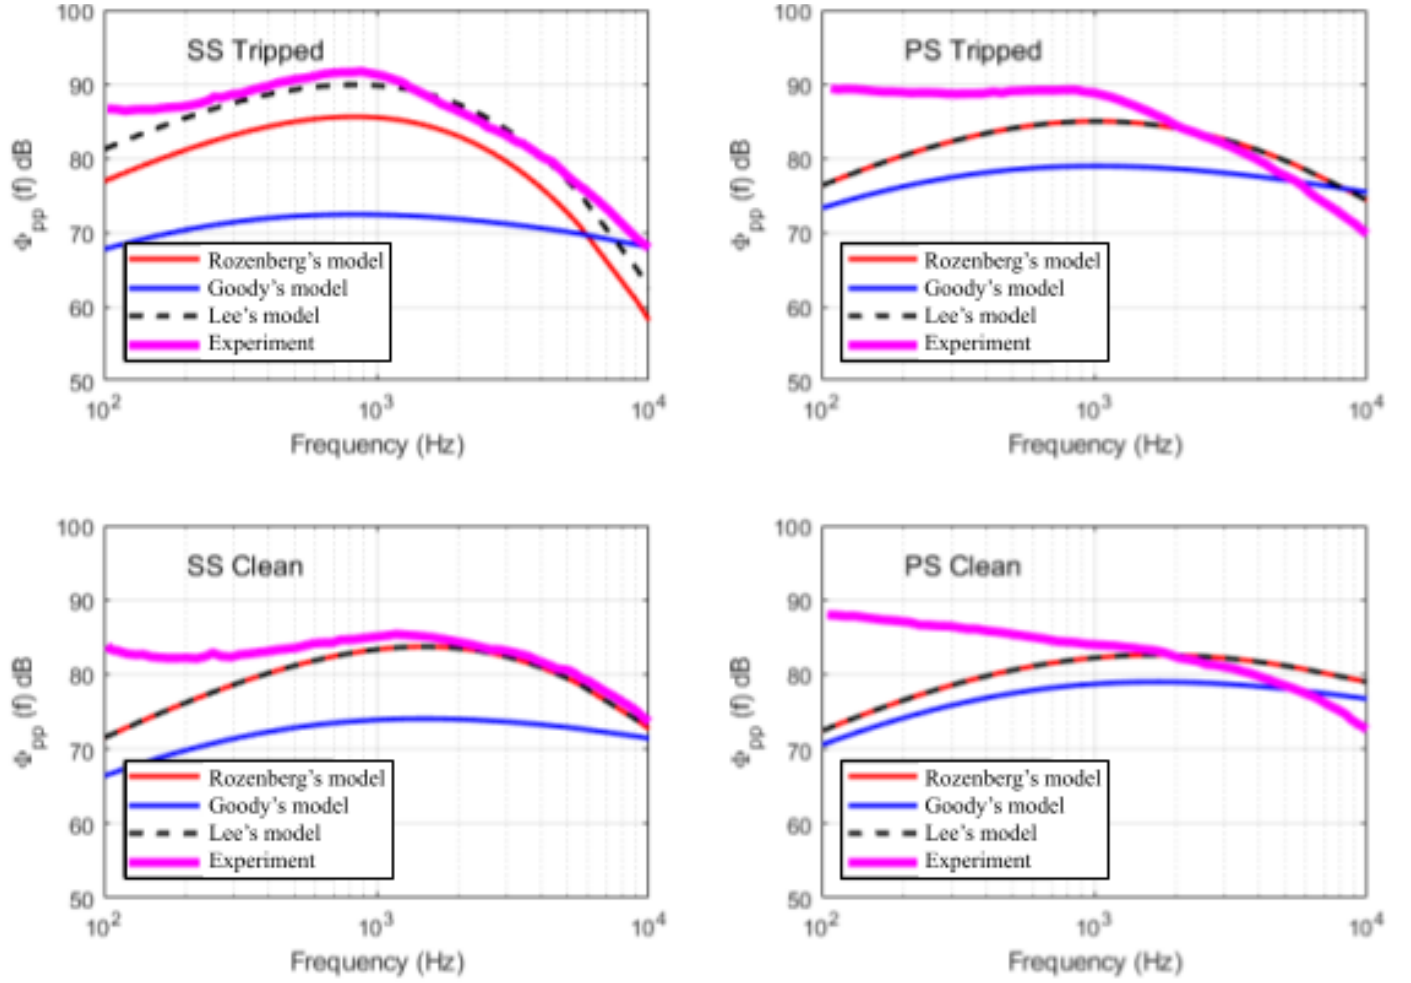 SS Tripped
100
90
80
70
60
50
Φpp (f) dB
Rozenberg's model
Goody's model
Lee's model
Experiment
10²
10³
10⁴
Frequency (Hz)
PS Tripped
100
90
80
70
60
50
Φpp (f) dB
Rozenberg's model
Goody's model
Lee's model
Experiment
10²
10³
10⁴
Frequency (Hz)
SS Clean
100
90
80
70
60
50
Φpp (f) dB
Rozenberg's model
Goody's model
Lee's model
Experiment
10²
10³
10⁴
Frequency (Hz)
PS Clean
100
90
80
70
60
50
Φpp (f) dB
Rozenberg's model
Goody's model
Lee's model
Experiment
10²
10³
10⁴
Frequency (Hz)